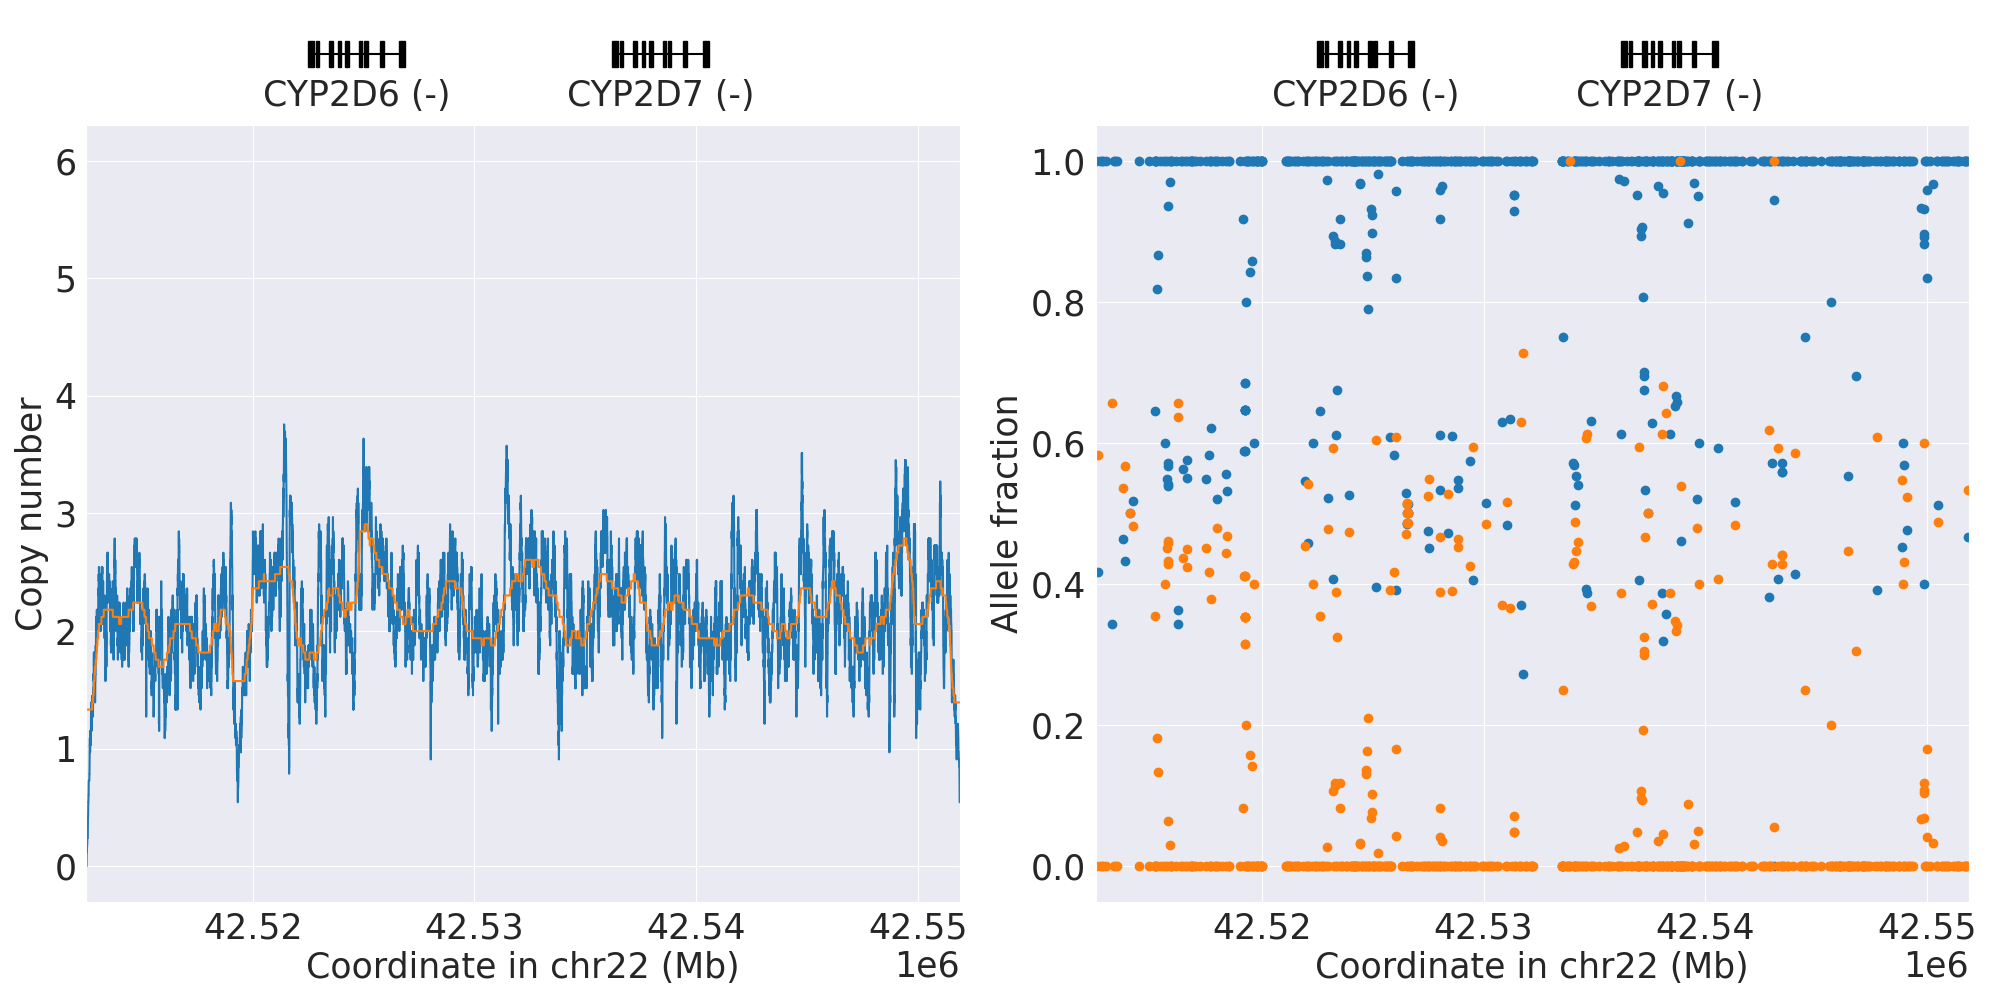 CYP2D6 (-)
CYP2D7 (-)
6
5
4
3
2
1
0
Copy number
42.52
42.53
42.54
42.55
Coordinate in chr22 (Mb)
1e6
CYP2D6 (-)
CYP2D7 (-)
1.0
0.8
0.6
0.4
0.2
0.0
Allele fraction
42.52
42.53
42.54
42.55
Coordinate in chr22 (Mb)
1e6